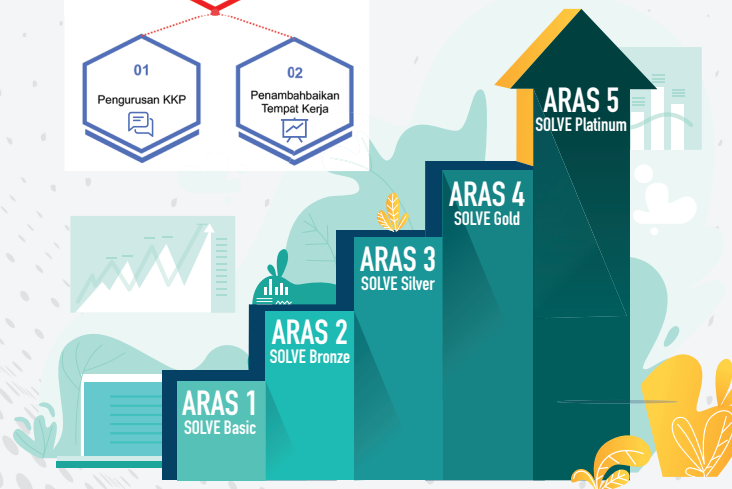 01
Pengurusan KKP
02
Penambahbaikan
Tempat Kerja
ARAS 5
SOLVE Platinum
ARAS 4
SOLVE Gold
ARAS 3
SOLVE Silver
ARAS 2
SOLVE Bronze
ARAS 1
SOLVE Basic